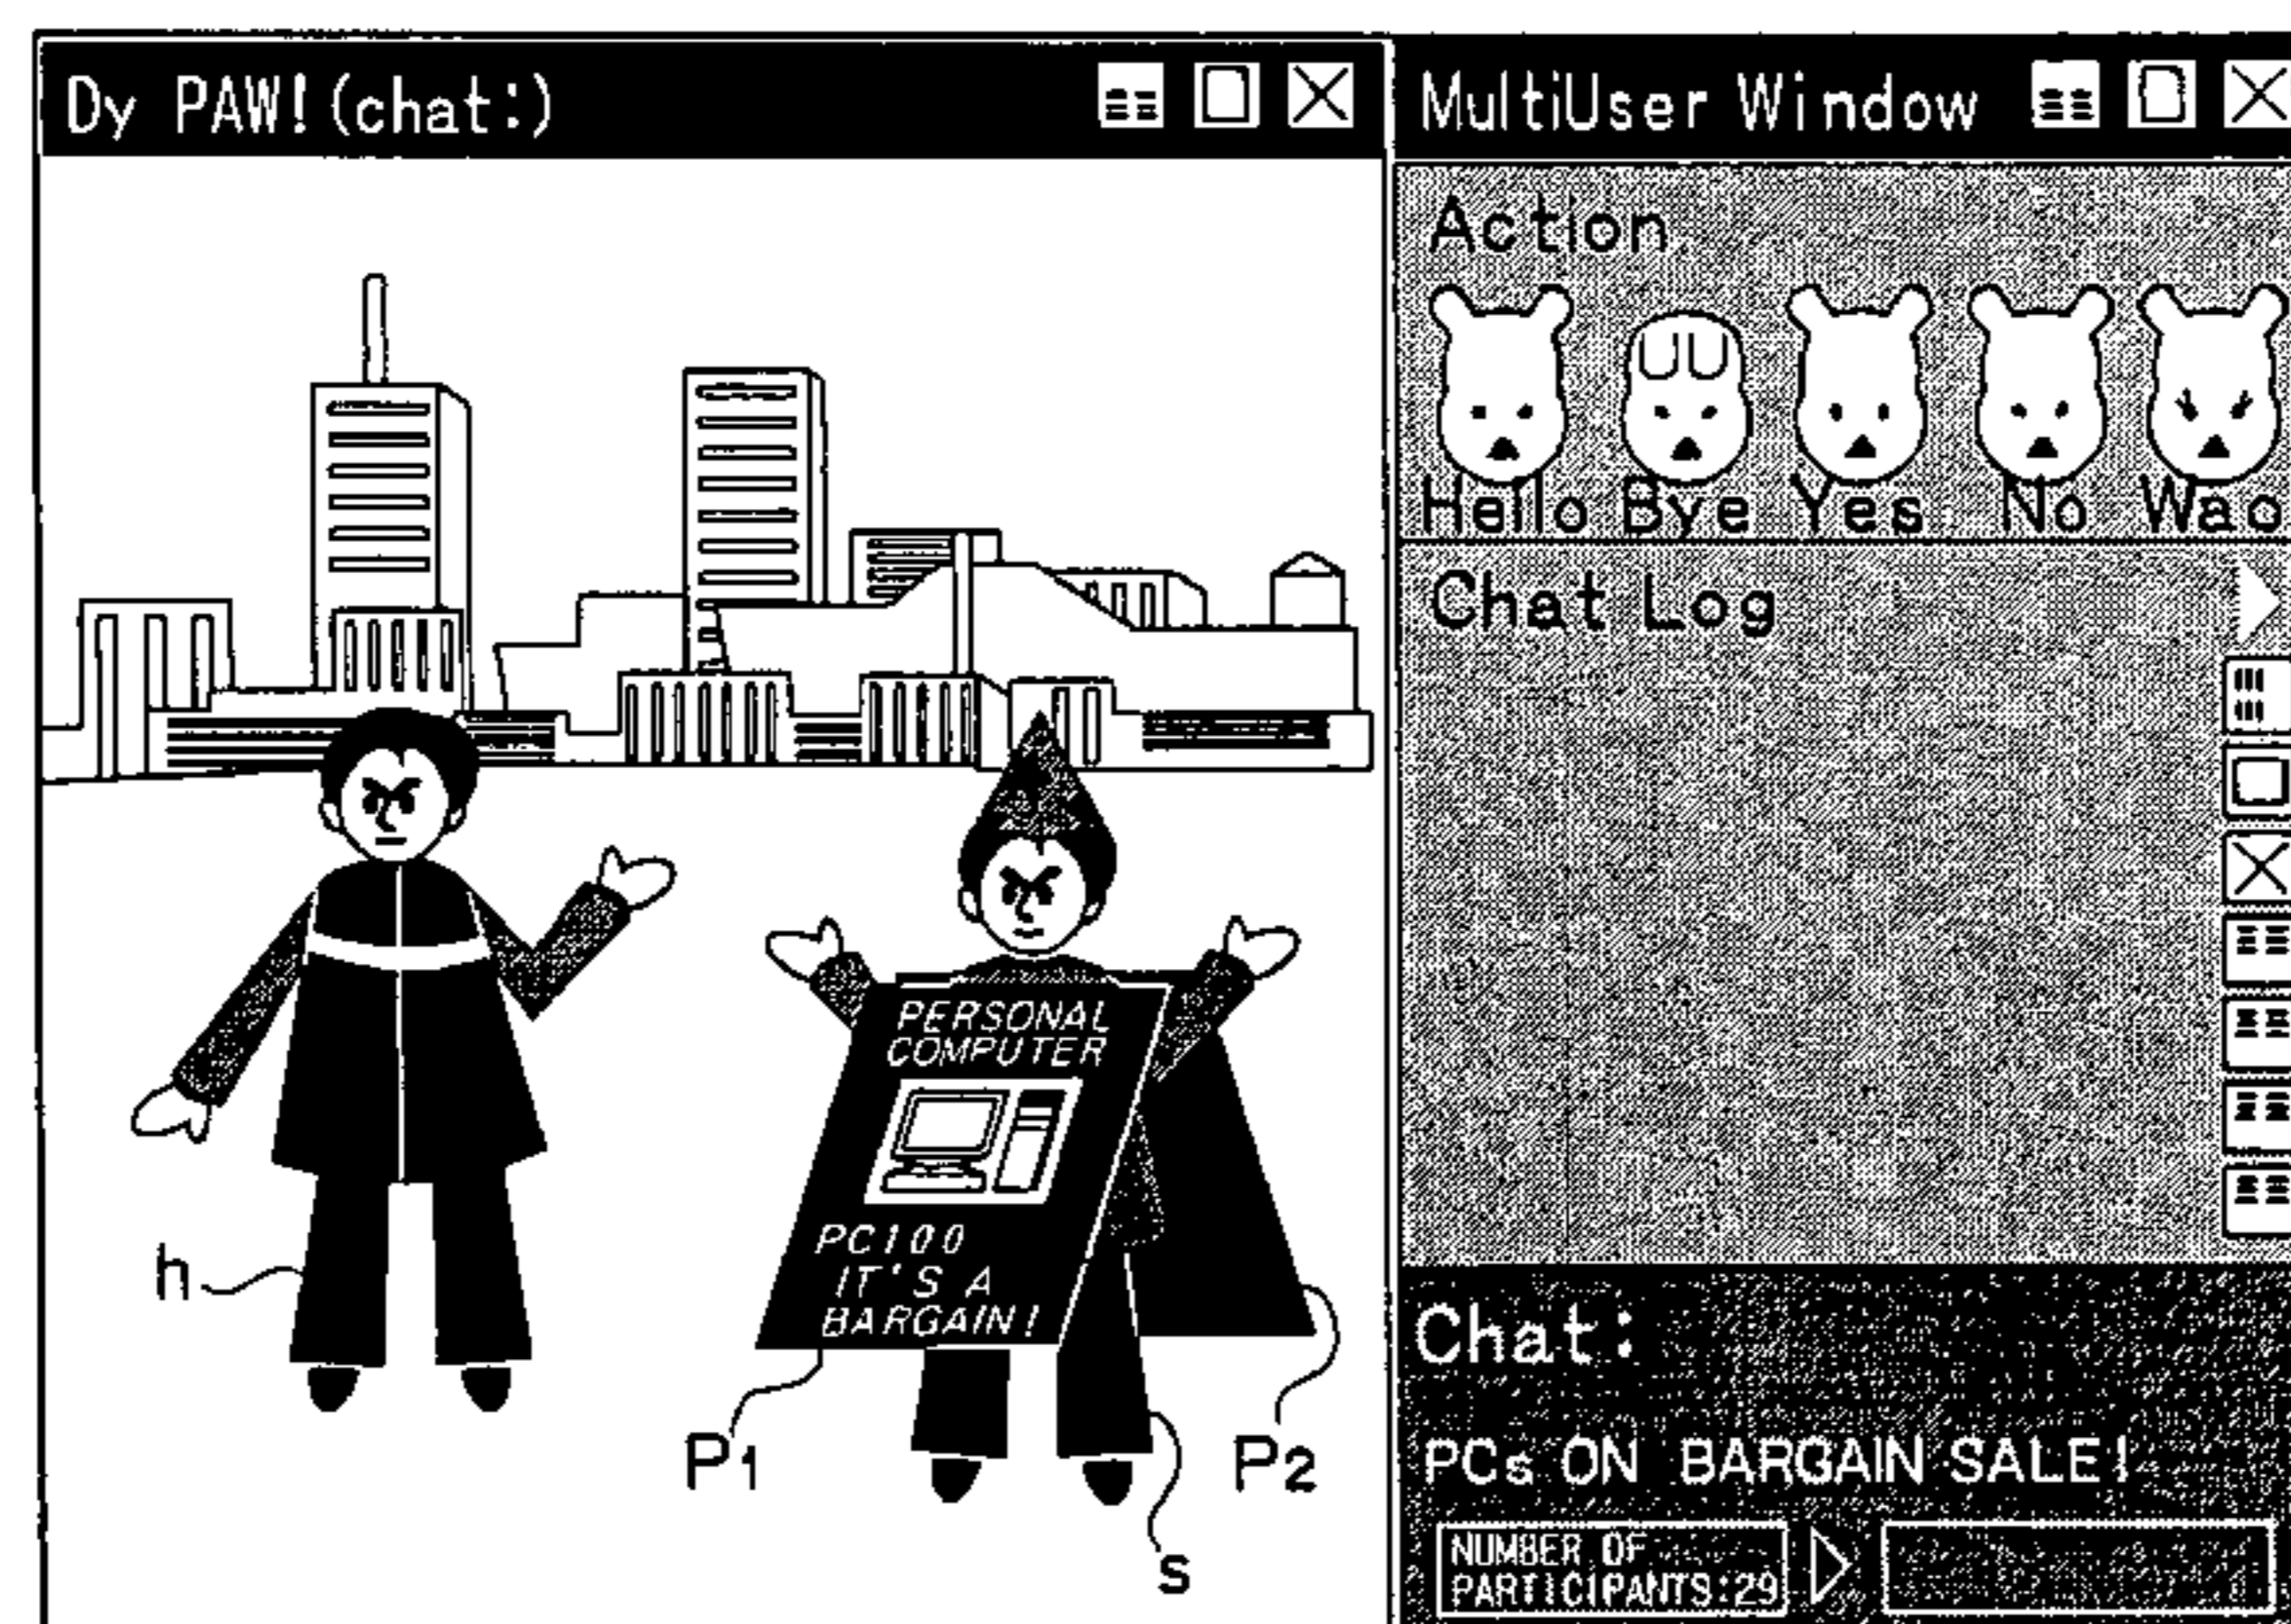 Dy PAW!(chat:)
MultiUser Window
Action
Hello Bye Yes No Wao
Chat Log
PERSONAL
COMPUTER
PC100
IT'S A
BARGAIN!
h
P1
P2
s
Chat:
PCs ON BARGAIN SALE!
NUMBER OF
PARTICIPANTS:29